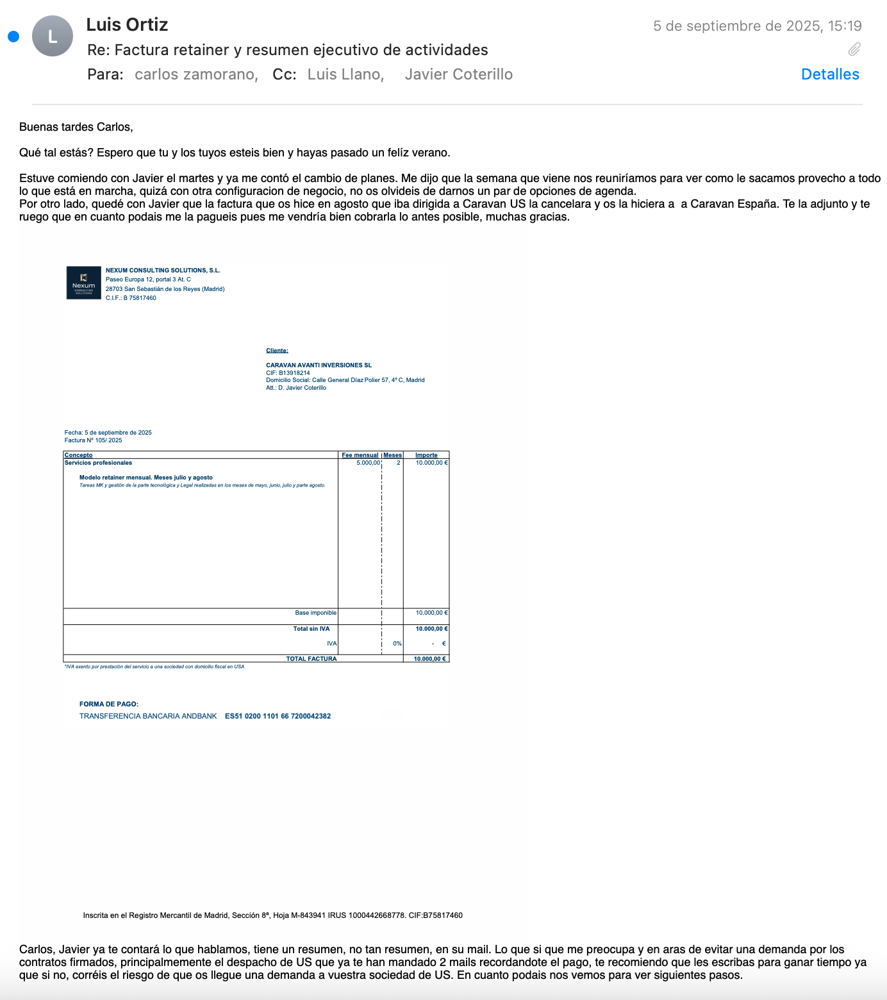 L
Luis Ortiz
5 de septiembre de 2025, 15:19
Re: Factura retainer y resumen ejecutivo de actividades
Para: carlos zamorano, Cc: Luis Llano, Javier Coterillo
Detalles
Buenas tardes Carlos,
Qué tal estás? Espero que tu y los tuyos esteis bien y hayas pasado un felíz verano.
Estuve comiendo con Javier el martes y ya me contó el cambio de planes. Me dijo que la semana que viene nos reuniríamos para ver como le sacamos provecho a todo
lo que está en marcha, quizá con otra configuracion de negocio, no os olvideis de darnos un par de opciones de agenda.
Por otro lado, quedé con Javier que la factura que os hice en agosto que iba dirigida a Caravan US la cancelara y os la hiciera a  a Caravan España. Te la adjunto y te
ruego que en cuanto podais me la pagueis pues me vendría bien cobrarla lo antes posible, muchas gracias.
Nexum
CONSULTING
SOLUTIONS
NEXUM CONSULTING SOLUTIONS, S.L.
Paseo Europa 12, portal 3 At. C
28703 San Sebastián de los Reyes (Madrid)
C.I.F.: B 75817460
Cliente:
CARAVAN AVANTI INVERSIONES SL
CIF: B13918214
Domicilio Social: Calle General Díaz Polier 57, 4º C, Madrid
Att.: D. Javier Coterillo
Fecha: 5 de septiembre de 2025
Factura Nº 105/ 2025
Concepto Fee mensual Meses Importe
Servicios profesionales 5.000,00 2 10.000,00 €
Modelo retainer mensual. Meses julio y agosto
Tareas MK y gestión de la parte tecnológica y Legal realizadas en los meses de mayo, junio, julio y parte agosto.
Base imponible 10.000,00 €
Total sin IVA 10.000,00 €
IVA 0% - €
TOTAL FACTURA 10.000,00 €
*IVA exento por prestación del servicio a una sociedad con domicilio fiscal en USA
FORMA DE PAGO:
TRANSFERENCIA BANCARIA ANDBANK ES51 0200 1101 66 7200042382
Inscrita en el Registro Mercantil de Madrid, Sección 8ª, Hoja M-843941 IRUS 1000442668778. CIF:B75817460
Carlos, Javier ya te contará lo que hablamos, tiene un resumen, no tan resumen, en su mail. Lo que si que me preocupa y en aras de evitar una demanda por los
contratos firmados, principalmemente el despacho de US que ya te han mandado 2 mails recordandote el pago, te recomiendo que les escribas para ganar tiempo ya
que si no, corréis el riesgo de que os llegue una demanda a vuestra sociedad de US. En cuanto podais nos vemos para ver siguientes pasos.